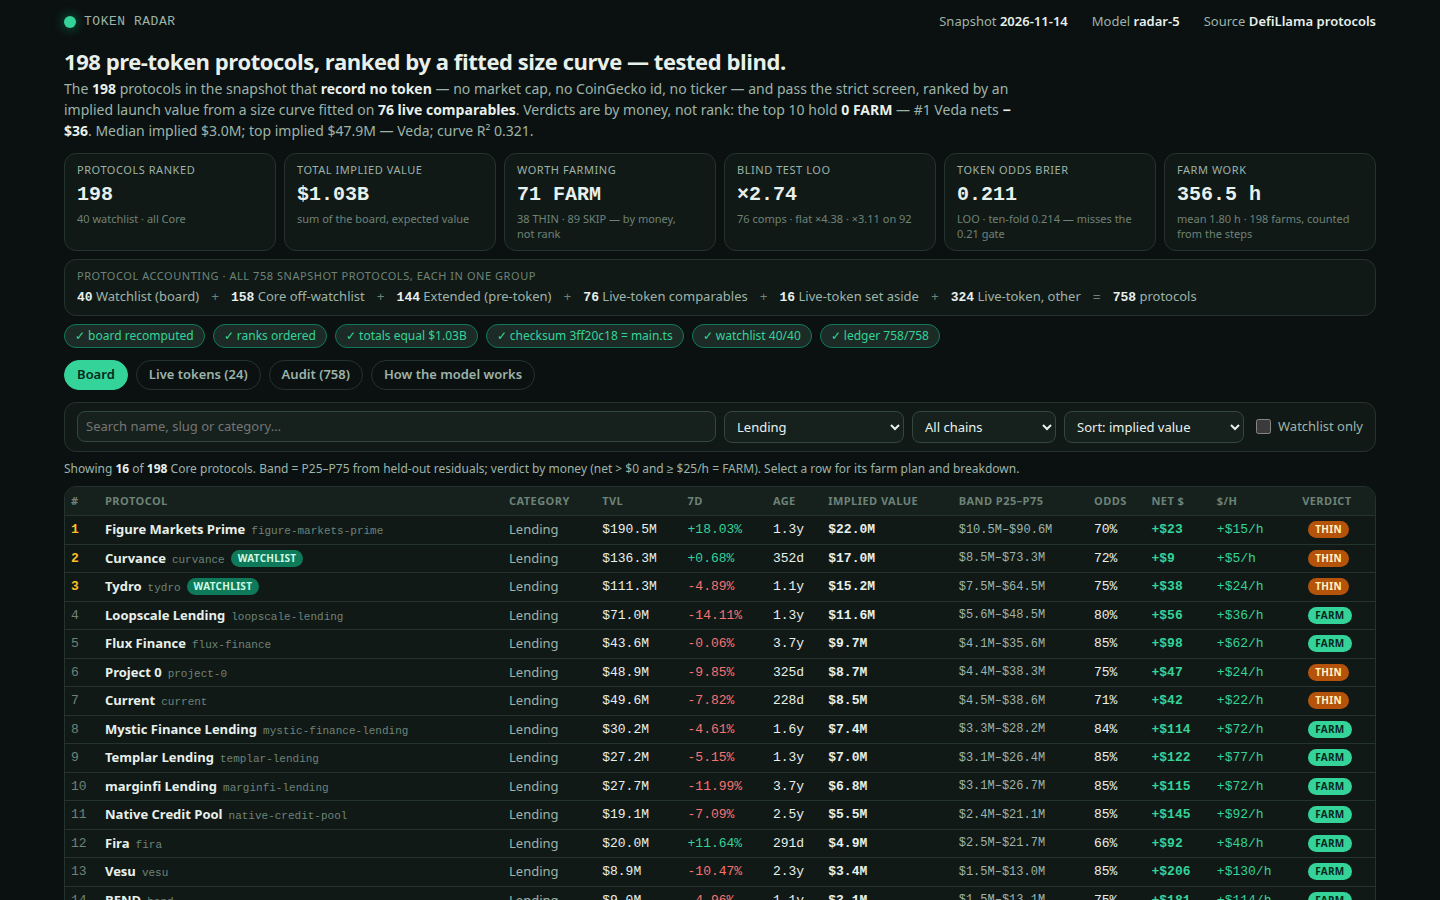 TOKEN RADAR
Snapshot 2026-11-14 Model radar-5 Source DefiLlama protocols
198 pre-token protocols, ranked by a fitted size curve — tested blind.
The 198 protocols in the snapshot that record no token — no market cap, no CoinGecko id, no ticker — and pass the strict screen, ranked by an
implied launch value from a size curve fitted on 76 live comparables. Verdicts are by money, not rank: the top 10 hold 0 FARM — #1 Veda nets –
$36. Median implied $3.0M; top implied $47.9M — Veda; curve R² 0.321.
PROTOCOLS RANKED
198
40 watchlist · all Core
TOTAL IMPLIED VALUE
$1.03B
sum of the board, expected value
WORTH FARMING
71 FARM
38 THIN · 89 SKIP — by money,
not rank
BLIND TEST LOO
×2.74
76 comps · flat ×4.38 · ×3.11 on 92
TOKEN ODDS BRIER
0.211
LOO · ten-fold 0.214 — misses the
0.21 gate
FARM WORK
356.5 h
mean 1.80 h · 198 farms, counted
from the steps
PROTOCOL ACCOUNTING · ALL 758 SNAPSHOT PROTOCOLS, EACH IN ONE GROUP
40 Watchlist (board) + 158 Core off-watchlist + 144 Extended (pre-token) + 76 Live-token comparables + 16 Live-token set aside + 324 Live-token, other = 758 protocols
✓ board recomputed ✓ ranks ordered ✓ totals equal $1.03B ✓ checksum 3ff20c18 = main.ts ✓ watchlist 40/40 ✓ ledger 758/758
Board Live tokens (24) Audit (758) How the model works
Search name, slug or category... Lending All chains Sort: implied value Watchlist only
Showing 16 of 198 Core protocols. Band = P25–P75 from held-out residuals; verdict by money (net > $0 and ≥ $25/h = FARM). Select a row for its farm plan and breakdown.
# PROTOCOL CATEGORY TVL 7D AGE IMPLIED VALUE BAND P25–P75 ODDS NET $ $/H VERDICT
1 Figure Markets Prime figure-markets-prime Lending $190.5M +18.03% 1.3y $22.0M $10.5M–$90.6M 70% +$23 +$15/h THIN
2 Curvance curvance WATCHLIST Lending $136.3M +0.68% 352d $17.0M $8.5M–$73.3M 72% +$9 +$5/h THIN
3 Tydro tydro WATCHLIST Lending $111.3M -4.89% 1.1y $15.2M $7.5M–$64.5M 75% +$38 +$24/h THIN
4 Loopscale Lending loopscale-lending Lending $71.0M -14.11% 1.3y $11.6M $5.6M–$48.5M 80% +$56 +$36/h FARM
5 Flux Finance flux-finance Lending $43.6M -0.06% 3.7y $9.7M $4.1M–$35.6M 85% +$98 +$62/h FARM
6 Project 0 project-0 Lending $48.9M -9.85% 325d $8.7M $4.4M–$38.3M 75% +$47 +$24/h THIN
7 Current current Lending $49.6M -7.82% 228d $8.5M $4.5M–$38.6M 71% +$42 +$22/h THIN
8 Mystic Finance Lending mystic-finance-lending Lending $30.2M -4.61% 1.6y $7.4M $3.3M–$28.2M 84% +$114 +$72/h FARM
9 Templar Lending templar-lending Lending $27.2M -5.15% 1.3y $7.0M $3.1M–$26.4M 85% +$122 +$77/h FARM
10 marginfi Lending marginfi-lending Lending $27.7M -11.99% 3.7y $6.8M $3.1M–$26.7M 85% +$115 +$72/h FARM
11 Native Credit Pool native-credit-pool Lending $19.1M -7.09% 2.5y $5.5M $2.4M–$21.1M 85% +$145 +$92/h FARM
12 Fira fira Lending $20.0M +11.64% 291d $4.9M $2.5M–$21.7M 66% +$92 +$48/h FARM
13 Vesu vesu Lending $8.9M -10.47% 2.3y $3.4M $1.5M–$13.0M 85% +$206 +$130/h FARM
14 Lending 1.1y FARM